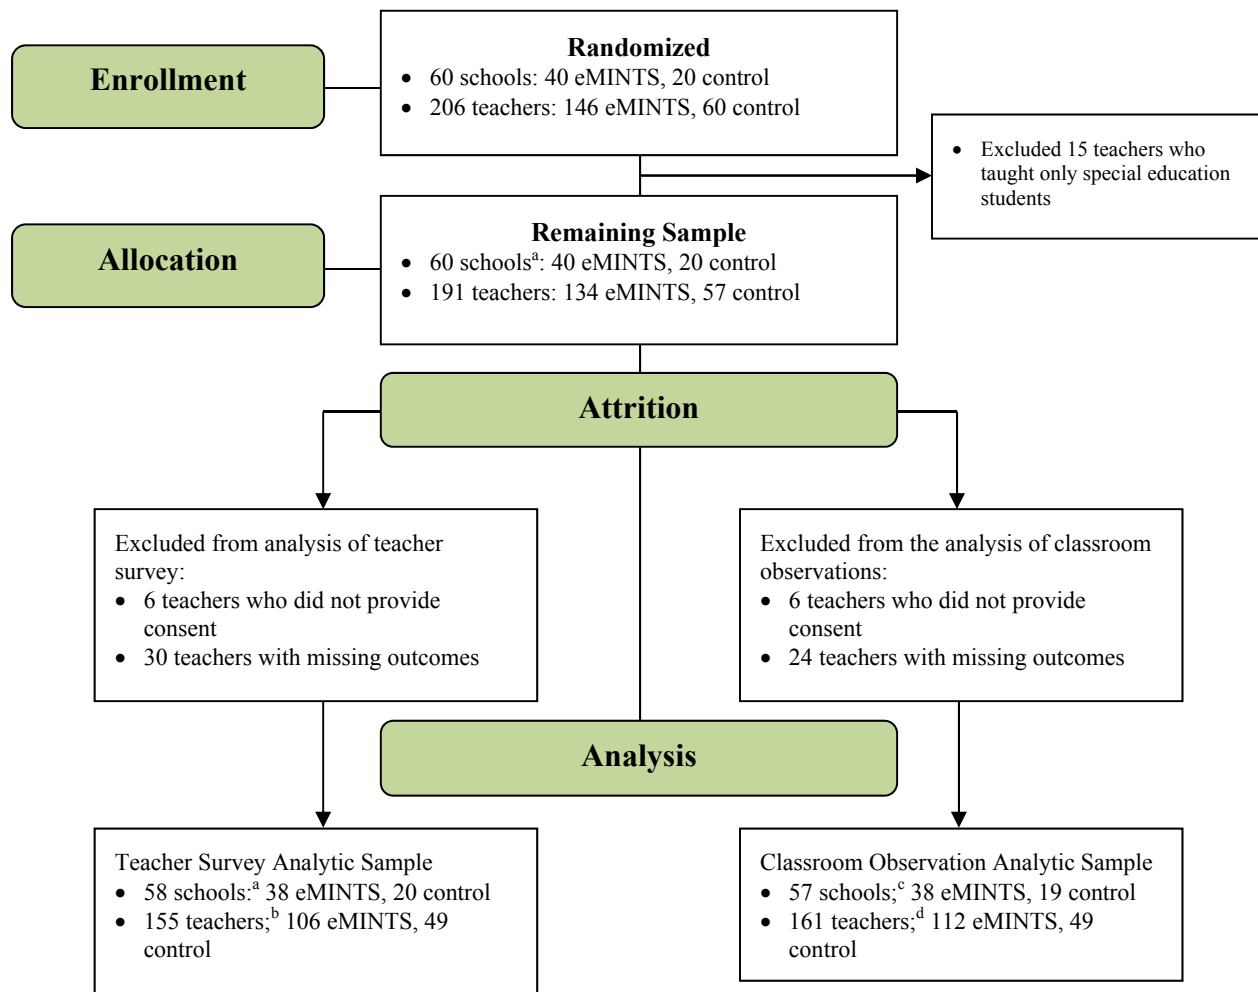 Enrollment
Randomized
• 60 schools: 40 eMINTS, 20 control
• 206 teachers: 146 eMINTS, 60 control
• Excluded 15 teachers who
taught only special education
students
Allocation
Remaining Sample
• 60 schoolsᵃ: 40 eMINTS, 20 control
• 191 teachers: 134 eMINTS, 57 control
Attrition
Excluded from analysis of teacher
survey:
• 6 teachers who did not provide
consent
• 30 teachers with missing outcomes
Excluded from the analysis of classroom
observations:
• 6 teachers who did not provide
consent
• 24 teachers with missing outcomes
Analysis
Teacher Survey Analytic Sample
• 58 schools:ᵃ 38 eMINTS, 20 control
• 155 teachers;ᵇ 106 eMINTS, 49
control
Classroom Observation Analytic Sample
• 57 schools;ᶜ 38 eMINTS, 19 control
• 161 teachers;ᵈ 112 eMINTS, 49
control